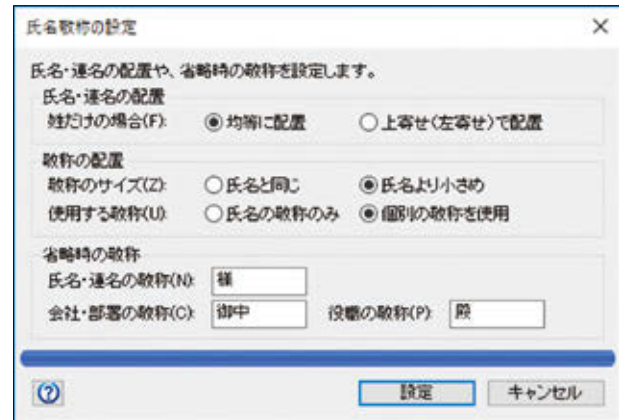 氏名敬称の設定
氏名・連名の配置や、省略時の敬称を設定します。
氏名・連名の配置
姓だけの場合(F): 均等に配置 上寄せ(左寄せ)で配置
敬称の配置
敬称のサイズ(Z): 氏名と同じ 氏名より小さめ
使用する敬称(U): 氏名の敬称のみ 個別の敬称を使用
省略時の敬称
氏名・連名の敬称(N): 様
会社・部署の敬称(C): 御中 役職の敬称(P): 殿
設定 キャンセル